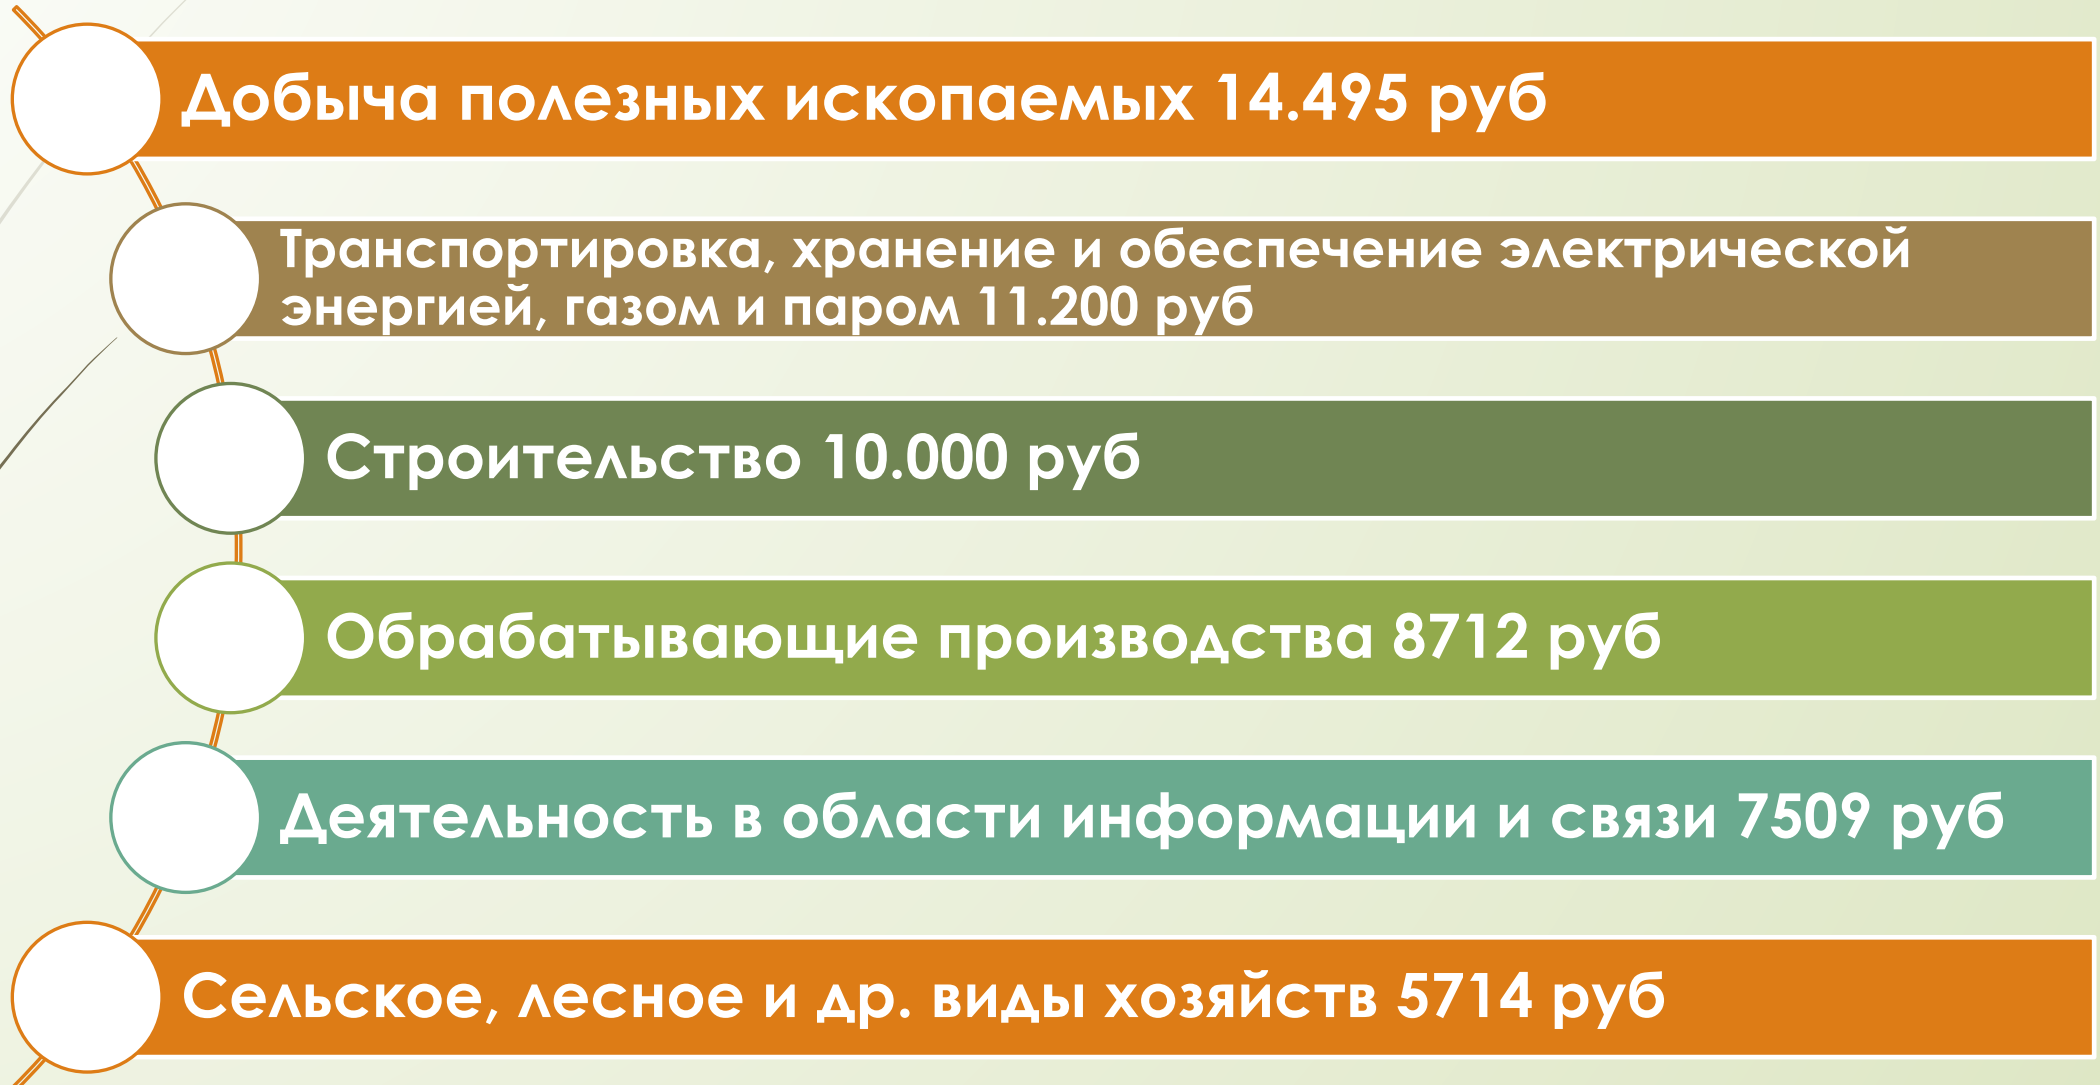 Добыча полезных ископаемых 14.495 руб
Транспортировка, хранение и обеспечение электрической
энергией, газом и паром 11.200 руб
Строительство 10.000 руб
Обрабатывающие производства 8712 руб
Деятельность в области информации и связи 7509 руб
Сельское, лесное и др. виды хозяйств 5714 руб